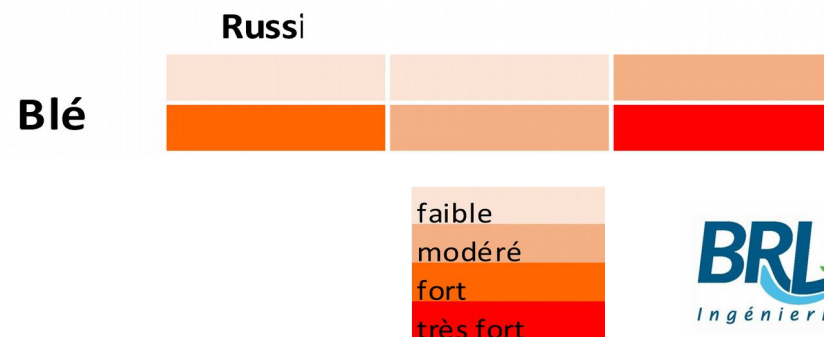 Russi
Blé
faible
modéré
fort
très fort
BRL
Ingénieri